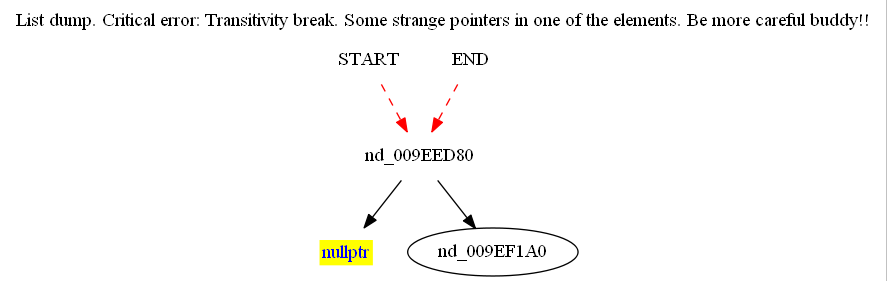 List dump. Critical error: Transitivity break. Some strange pointers in one of the elements. Be more careful buddy!!
START END
nd_009EED80
nullptr nd_009EF1A0